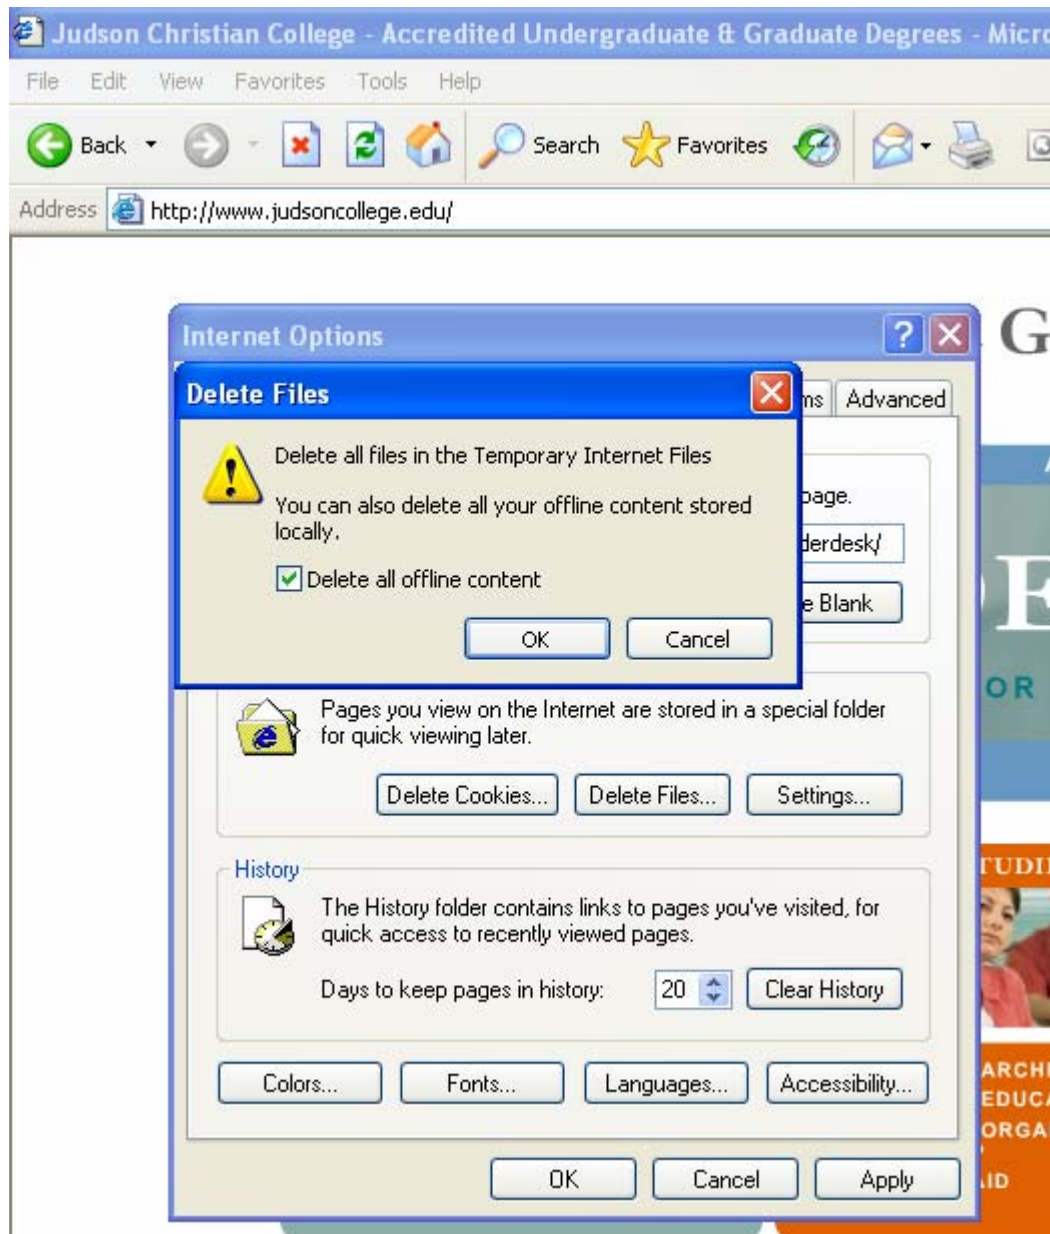 Judson Christian College - Accredited Undergraduate & Graduate Degrees - Micro
File Edit View Favorites Tools Help
Back Search Favorites
Address http://www.judsoncollege.edu/
G
Internet Options
Delete Files
ms Advanced
Delete all files in the Temporary Internet Files
You can also delete all your offline content stored
locally.
page.
derdesk/
Delete all offline content
e Blank
OK Cancel
OR
Pages you view on the Internet are stored in a special folder
for quick viewing later.
Delete Cookies... Delete Files... Settings...
History
TUDI
The History folder contains links to pages you've visited, for
quick access to recently viewed pages.
Days to keep pages in history: 20 Clear History
Colors... Fonts... Languages... Accessibility...
ARCHI
EDUCA
ORGA
AID
OK Cancel Apply